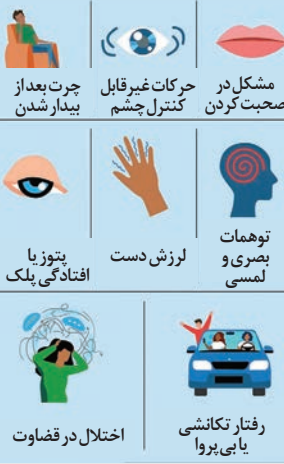 مشکل در
صحبت کردن
حرکات غیرقابل
کنترل چشم
چرت بعد از
بیدار شدن
توهمات
بصری و
لمسی
لرزش دست
پتوز یا
افتادگی پلک
رفتار تکانشی
یا بی‌پروا
اختلال در قضاوت